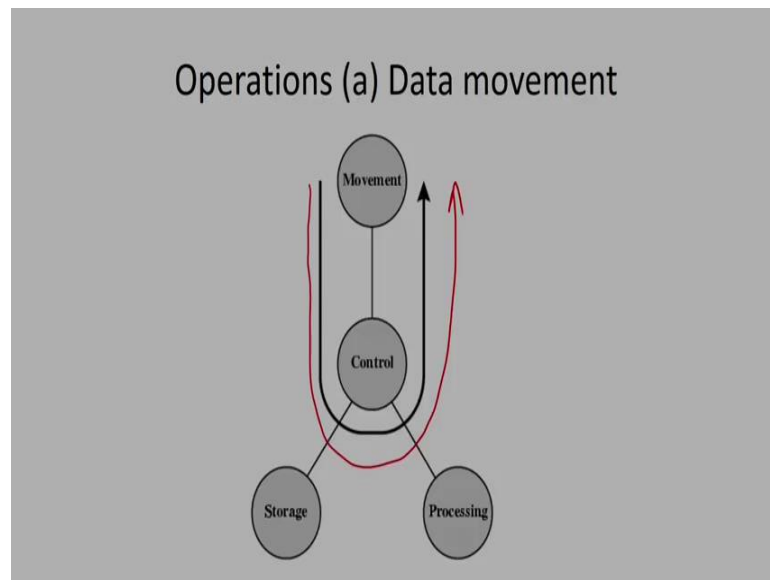 Operations (a) Data movement
Movement
Control
Storage
Processing